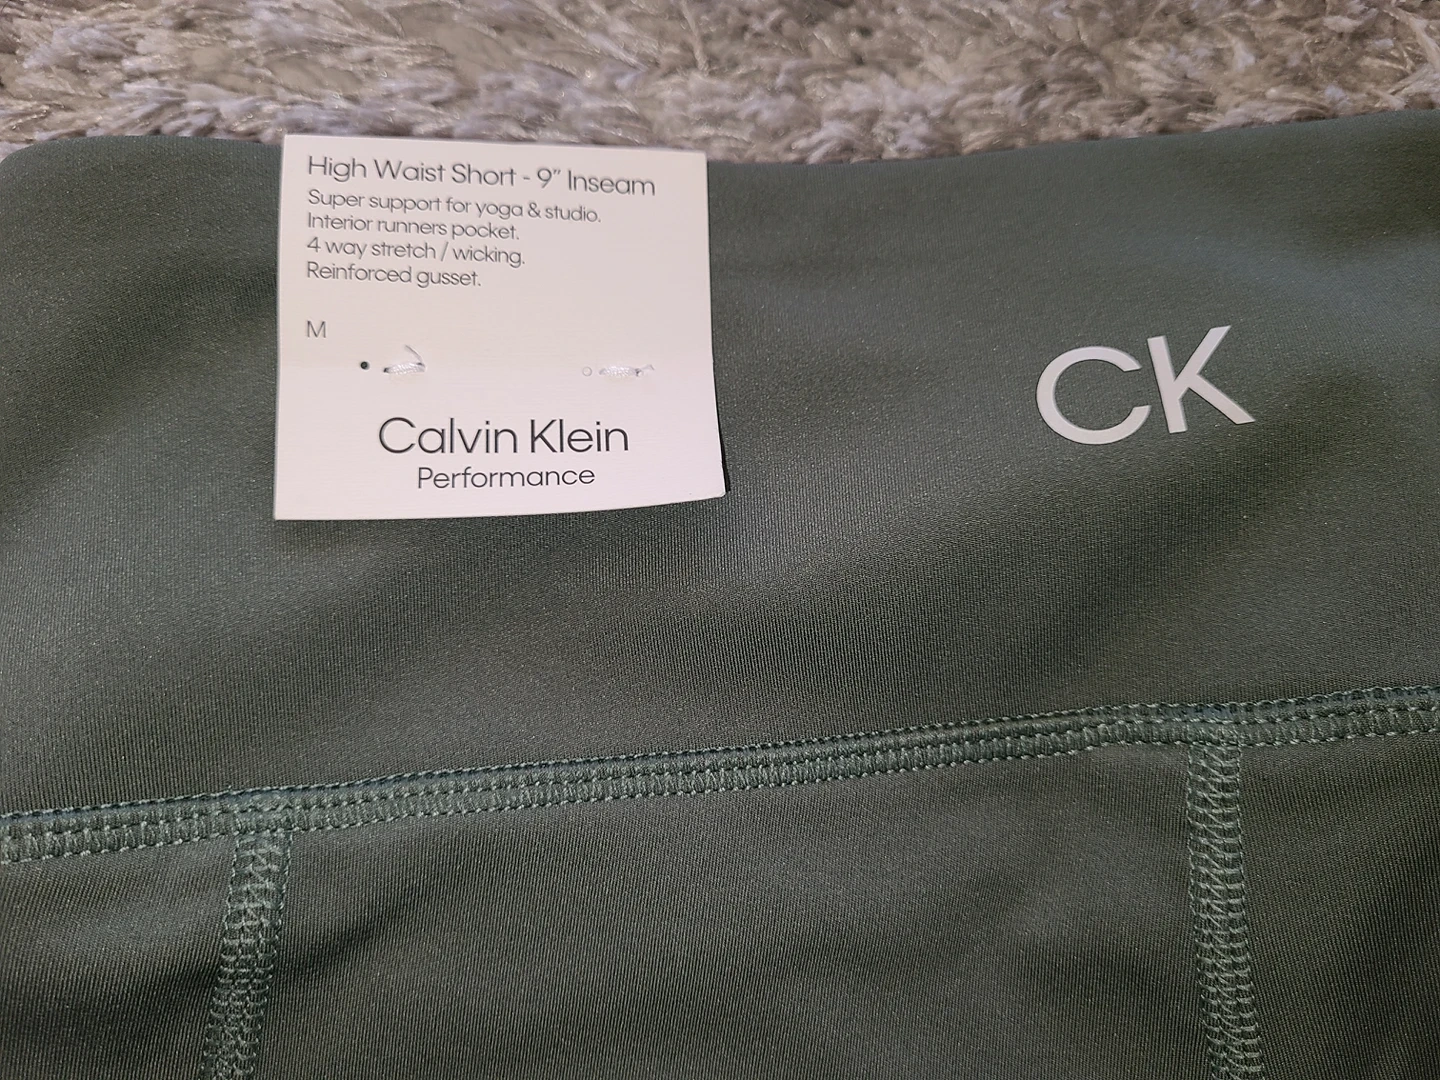 High Waist Short - 9" Inseam
Super support for yoga & studio.
Interior runners pocket.
4 way stretch / wicking.
Reinforced gusset.
M
Calvin Klein
Performance
CK